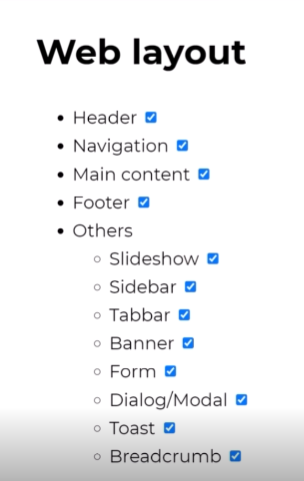 Web layout
Header
Navigation
Main content
Footer
Others
Slideshow
Sidebar
Tabbar
Banner
Form
Dialog/Modal
Toast
Breadcrumb